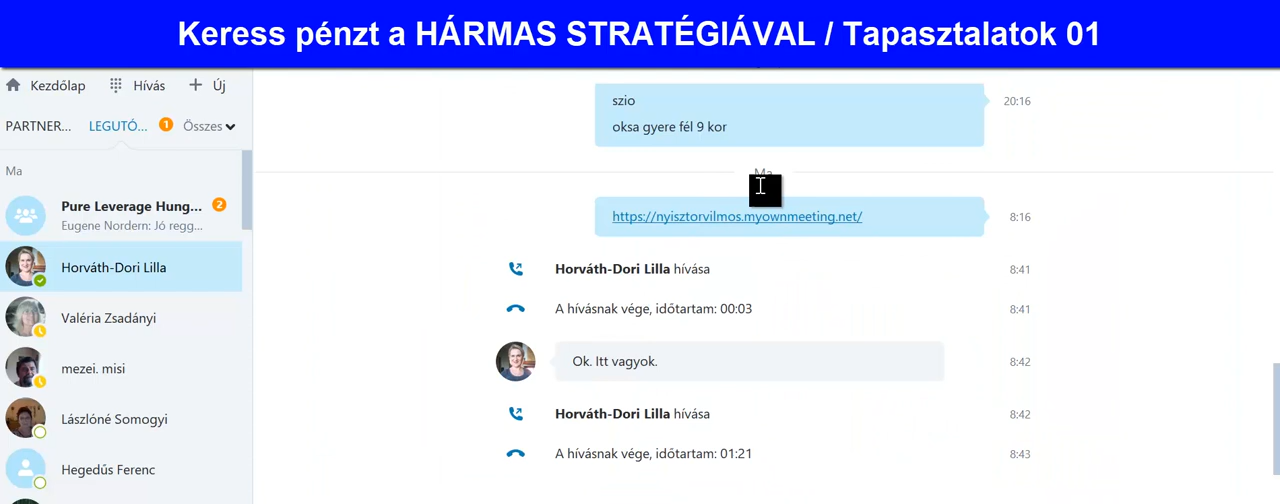 Keress pénzt a HÁRMAS STRATÉGIÁVAL / Tapasztalatok 01
Kezdőlap Hívás Új
PARTNER... LEGUTÓ... 1 Összes
Ma
Pure Leverage Hung... 2
Eugene Nordern: Jó regg...
Horváth-Dori Lilla
Valéria Zsadányi
mezei. misi
Lászlóné Somogyi
Hegedűs Ferenc
szio 20:16
oksa gyere fél 9 kor
Ma
https://nyisztorvilmos.myownmeeting.net/ 8:16
Horváth-Dori Lilla hívása 8:41
A hívásnak vége, időtartam: 00:03 8:41
Ok. Itt vagyok. 8:42
Horváth-Dori Lilla hívása 8:42
A hívásnak vége, időtartam: 01:21 8:43